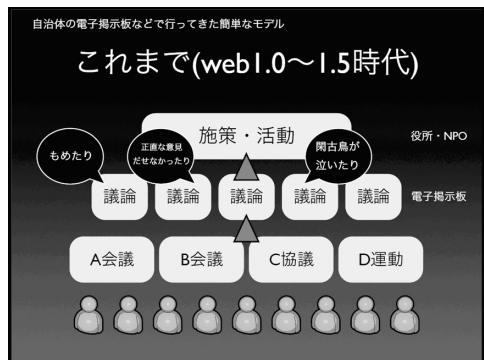 自治体の電子掲示板などで行ってきた簡単なモデル
これまで(web1.0〜1.5時代)
施策・活動
役所・NPO
もめたり
正直な意見
だせなかったり
閑古鳥が
泣いたり
議論
議論
議論
議論
議論
電子掲示板
A会議
B会議
C協議
D運動